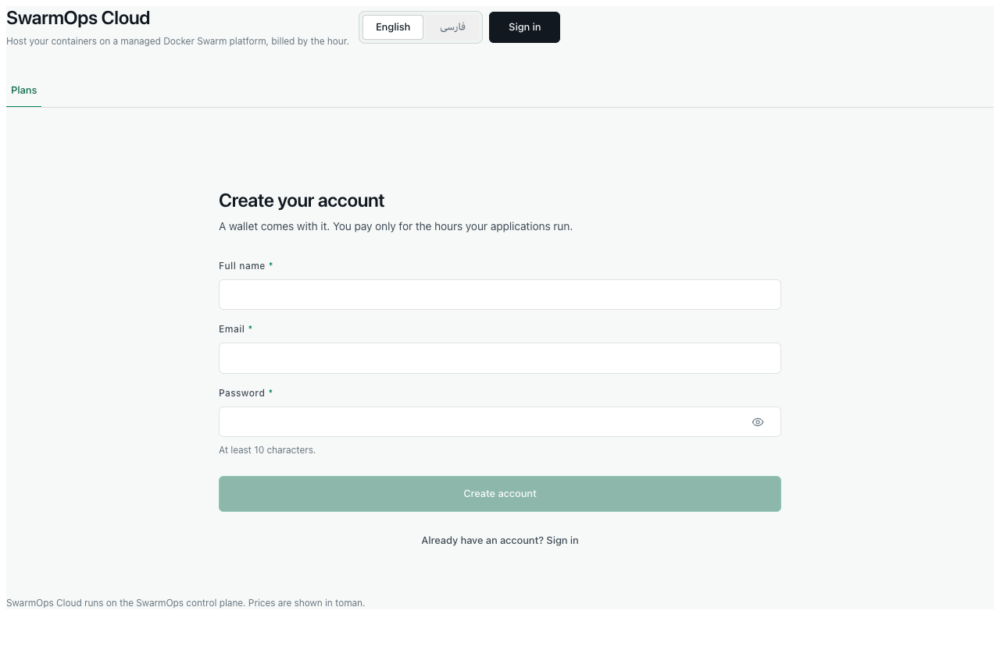 SwarmOps Cloud
Host your containers on a managed Docker Swarm platform, billed by the hour.
English
فارسی
Sign in
Plans
Create your account
A wallet comes with it. You pay only for the hours your applications run.
Full name *
Email *
Password *
At least 10 characters.
Create account
Already have an account? Sign in
SwarmOps Cloud runs on the SwarmOps control plane. Prices are shown in toman.